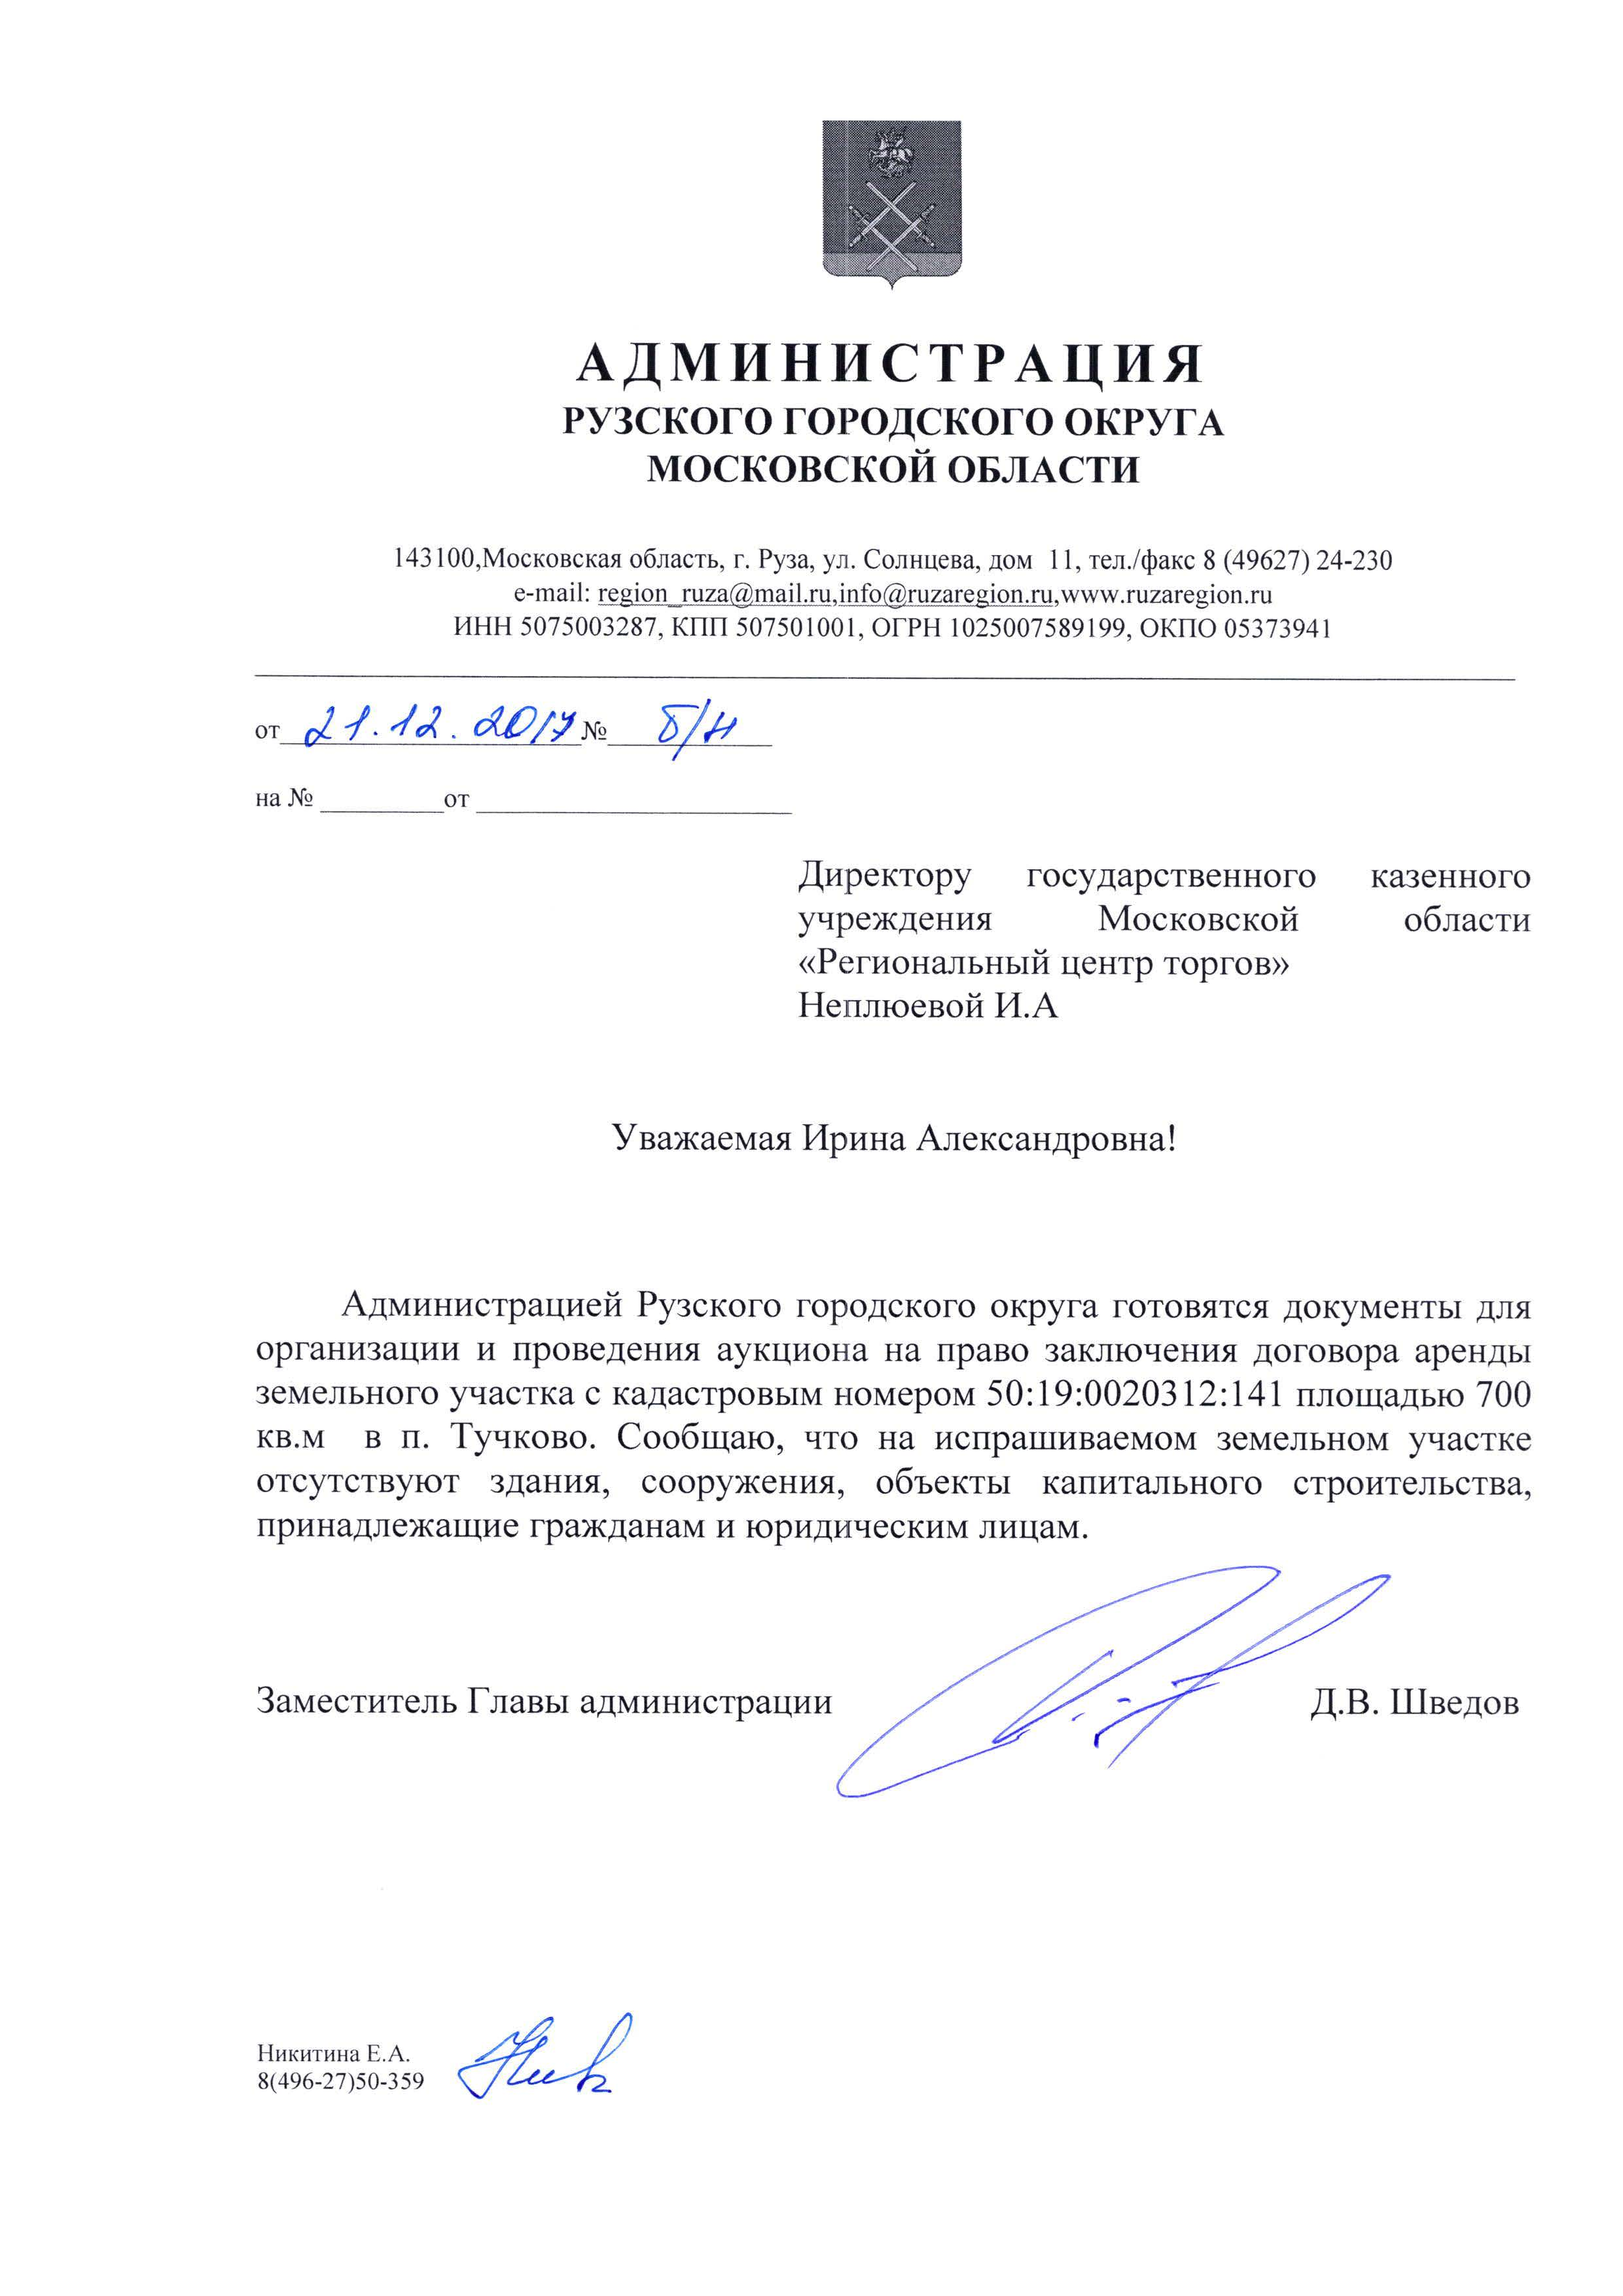 АДМИНИСТРАЦИЯ
РУЗСКОГО ГОРОДСКОГО ОКРУГА
МОСКОВСКОЙ ОБЛАСТИ
143100,Московская область, г. Руза, ул. Солнцева, дом 11, тел./факс 8 (49627) 24-230
e-mail: region_ruza@mail.ru,info@ruzaregion.ru,www.ruzaregion.ru
ИНН 5075003287, КПП 507501001, ОГРН 1025007589199, ОКПО 05373941
от 21.12.2017 № б/н
на № _________от _______________________
Директору государственного казенного
учреждения Московской области
«Региональный центр торгов»
Неплюевой И.А
Уважаемая Ирина Александровна!
Администрацией Рузского городского округа готовятся документы для
организации и проведения аукциона на право заключения договора аренды
земельного участка с кадастровым номером 50:19:0020312:141 площадью 700
кв.м в п. Тучково. Сообщаю, что на испрашиваемом земельном участке
отсутствуют здания, сооружения, объекты капитального строительства,
принадлежащие гражданам и юридическим лицам.
Заместитель Главы администрации Д.В. Шведов
Никитина Е.А.
8(496-27)50-359